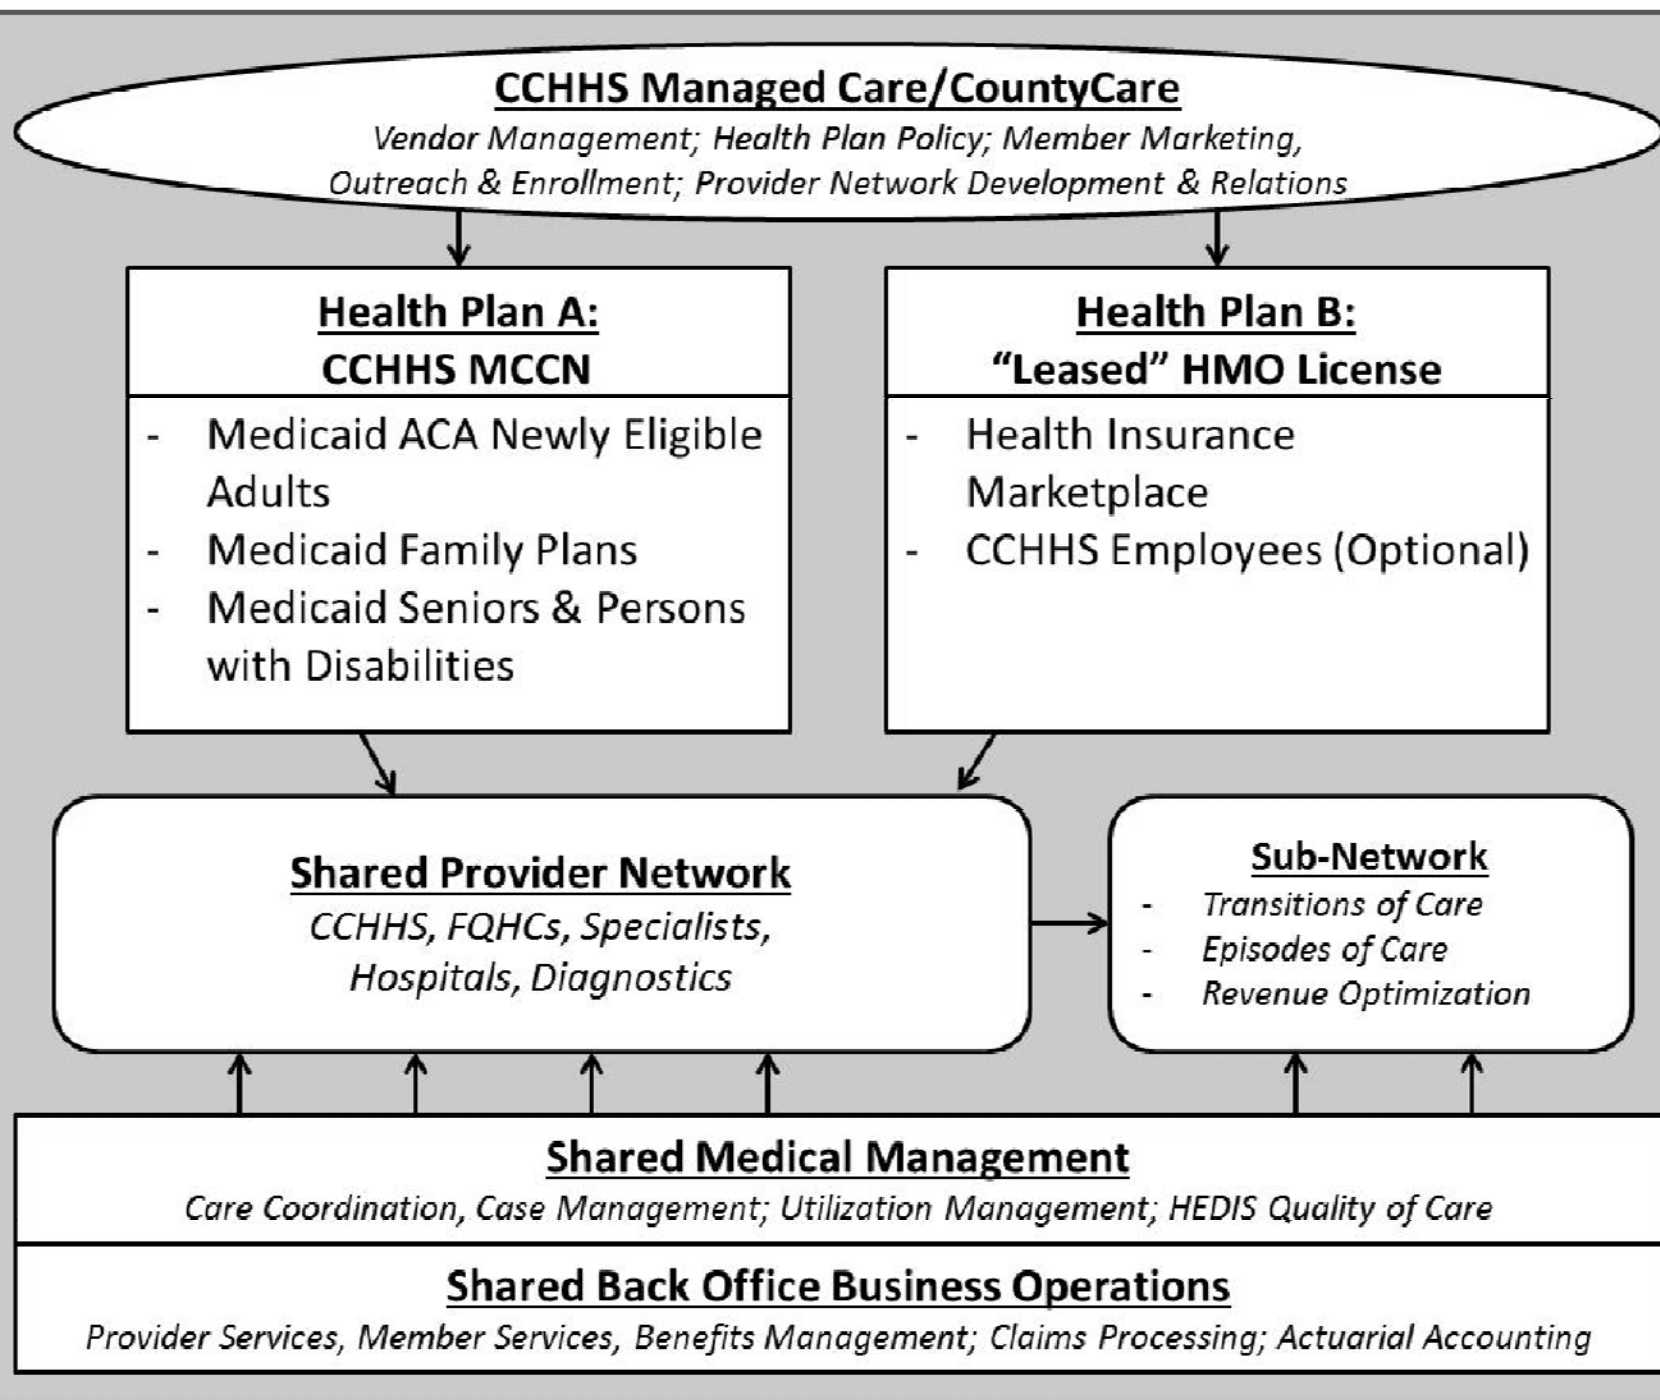 CCHHS Managed Care/CountyCare
Vendor Management; Health Plan Policy; Member Marketing,
Outreach & Enrollment; Provider Network Development & Relations
Health Plan A:
CCHHS MCCN
- Medicaid ACA Newly Eligible
Adults
- Medicaid Family Plans
- Medicaid Seniors & Persons
with Disabilities
Health Plan B:
“Leased” HMO License
- Health Insurance
Marketplace
- CCHHS Employees (Optional)
Shared Provider Network
CCHHS, FQHCs, Specialists,
Hospitals, Diagnostics
Sub-Network
- Transitions of Care
- Episodes of Care
- Revenue Optimization
Shared Medical Management
Care Coordination, Case Management; Utilization Management; HEDIS Quality of Care
Shared Back Office Business Operations
Provider Services, Member Services, Benefits Management; Claims Processing; Actuarial Accounting